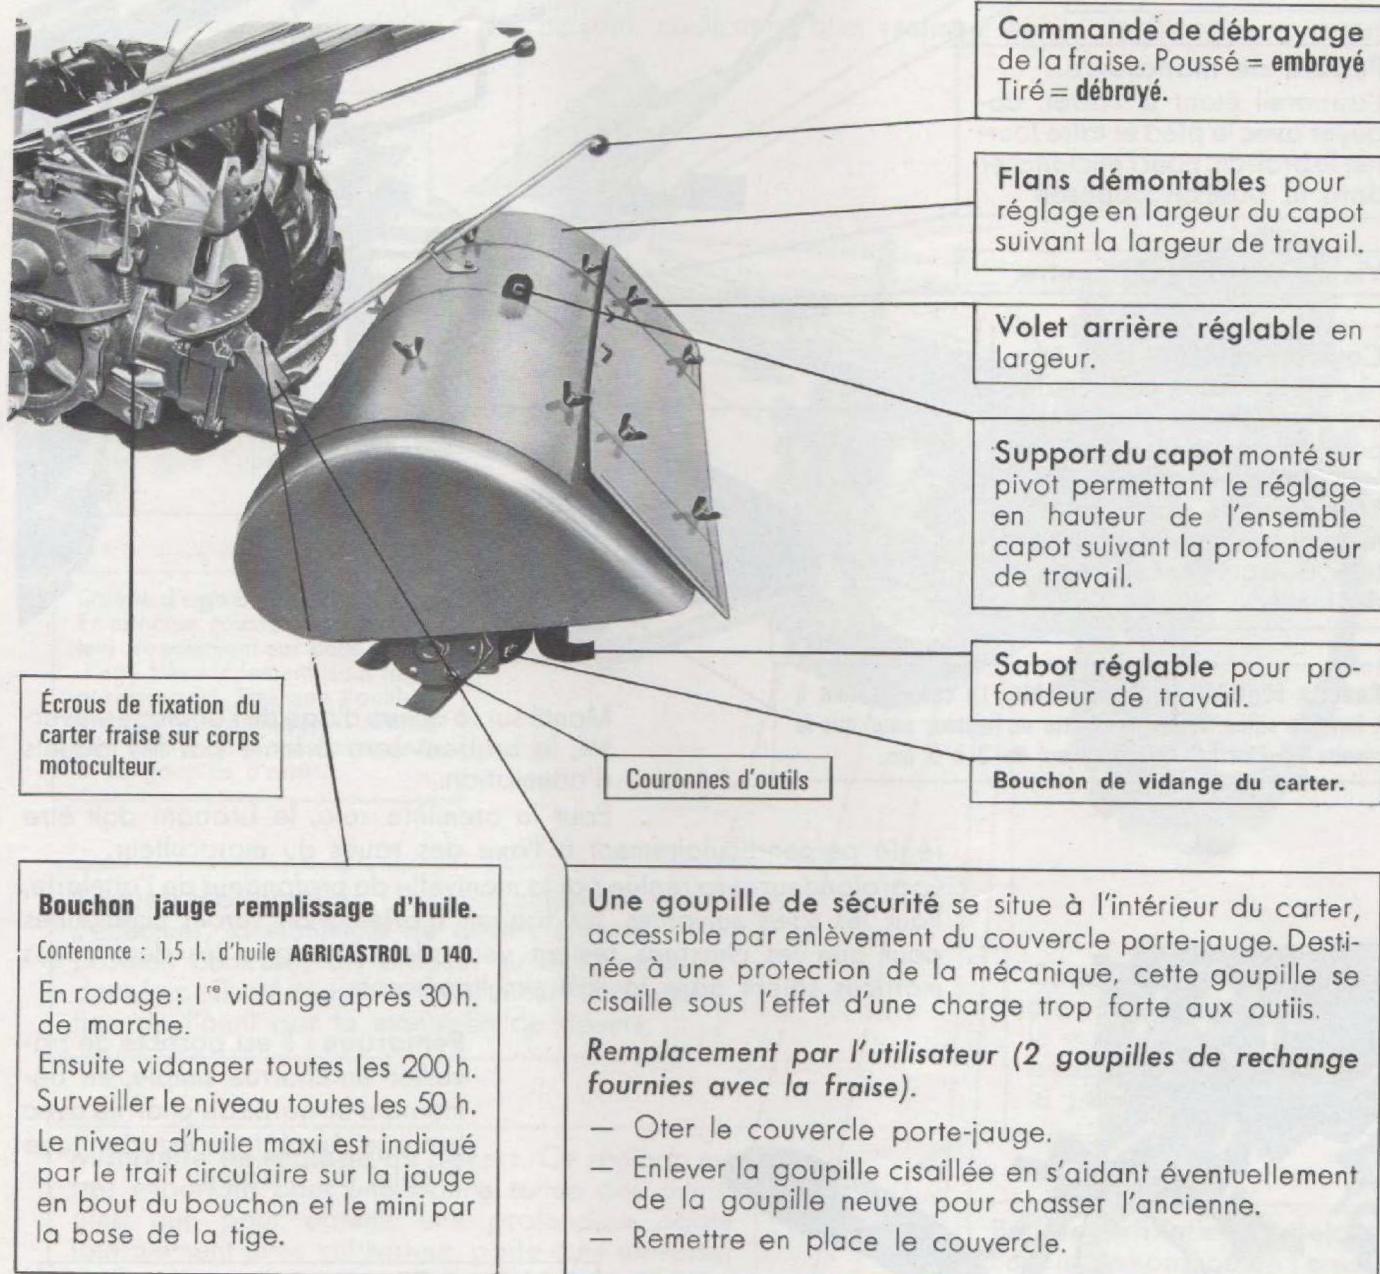 Commande de débrayage
de la fraise. Poussé = embrayé
Tiré = débrayé.
Flans démontables pour
réglage en largeur du capot
suivant la largeur de travail.
Volet arrière réglable en
largeur.
Support du capot monté sur
pivot permettant le réglage
en hauteur de l'ensemble
capot suivant la profondeur
de travail.
Sabot réglable pour pro-
fondeur de travail.
Bouchon de vidange du carter.
Couronnes d'outils
Écrous de fixation du
carter fraise sur corps
motoculteur.
Bouchon jauge remplissage d'huile.
Contenance : 1,5 l. d'huile AGRICASTROL D 140.
En rodage : 1re vidange après 30 h.
de marche.
Ensuite vidanger toutes les 200 h.
Surveiller le niveau toutes les 50 h.
Le niveau d'huile maxi est indiqué
par le trait circulaire sur la jauge
en bout du bouchon et le mini par
la base de la tige.
Une goupille de sécurité se situe à l'intérieur du carter,
accessible par enlèvement du couvercle porte-jauge. Desti-
née à une protection de la mécanique, cette goupille se
cisaille sous l'effet d'une charge trop forte aux outiis.
Remplacement par l'utilisateur (2 goupilles de rechange
fournies avec la fraise).
— Oter le couvercle porte-jauge.
— Enlever la goupille cisaillée en s'aidant éventuellement
de la goupille neuve pour chasser l'ancienne.
— Remettre en place le couvercle.